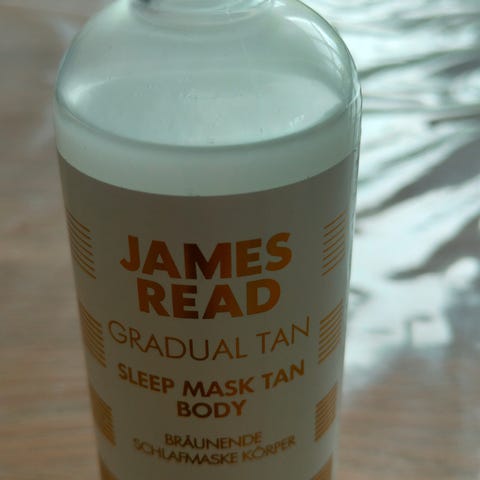 JAMES
READ
GRADUAL TAN
SLEEP MASK TAN
BODY
BRÄUNENDE
SCHLAFMASKE KÖRPER